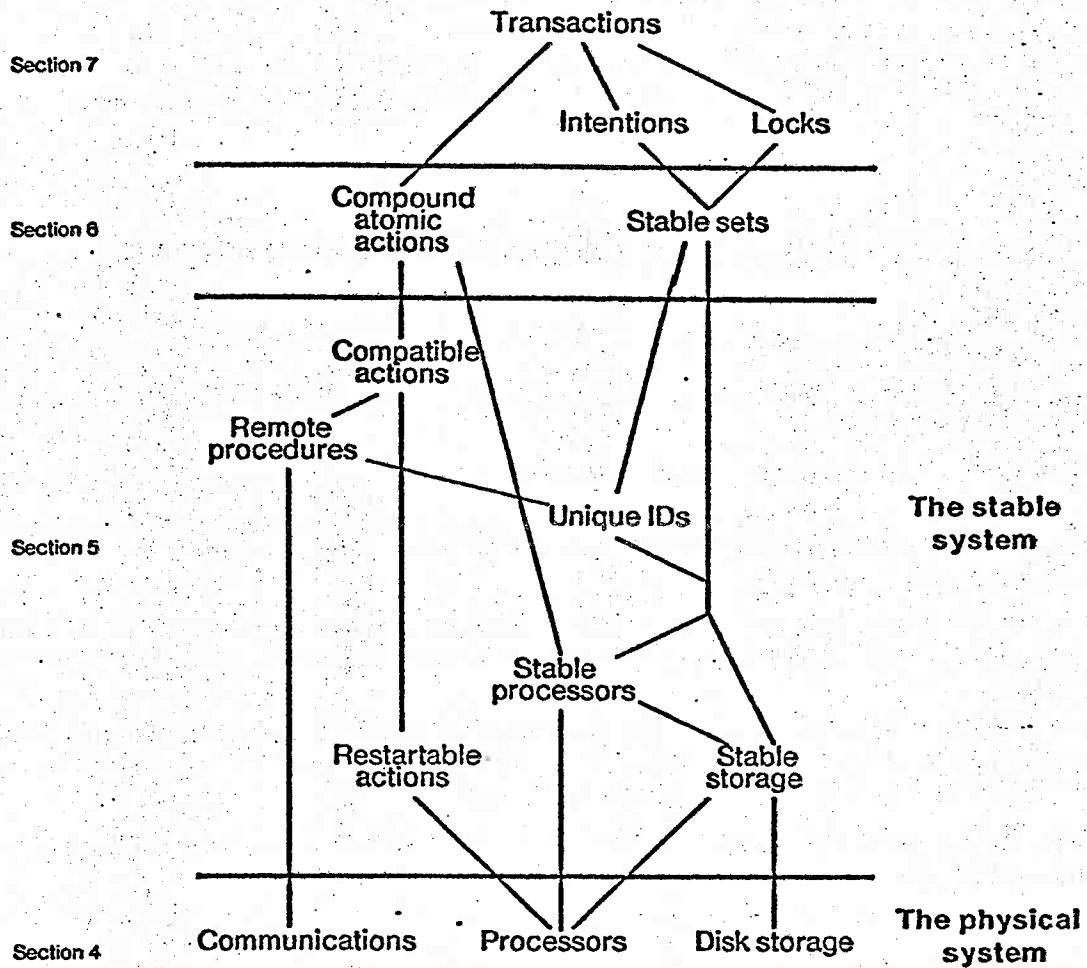 Transactions
Section 7
Intentions
Locks
Compound
atomic
actions
Section 6
Stable sets
Compatible
actions
Remote
procedures
Unique IDs
The stable
system
Section 5
Stable
processors
Restartable
actions
Stable
storage
Section 4
Communications
Processors
Disk storage
The physical
system